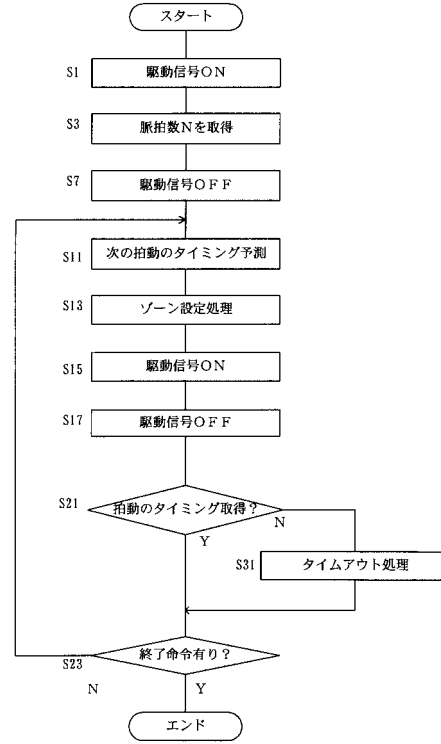 スタート
S1
駆動信号ON
S3
脈拍数Nを取得
S7
駆動信号OFF
S11
次の拍動のタイミング予測
S13
ゾーン設定処理
S15
駆動信号ON
S17
駆動信号OFF
S21
拍動のタイミング取得?
N
Y
S31
タイムアウト処理
S23
終了命令有り?
N
Y
エンド